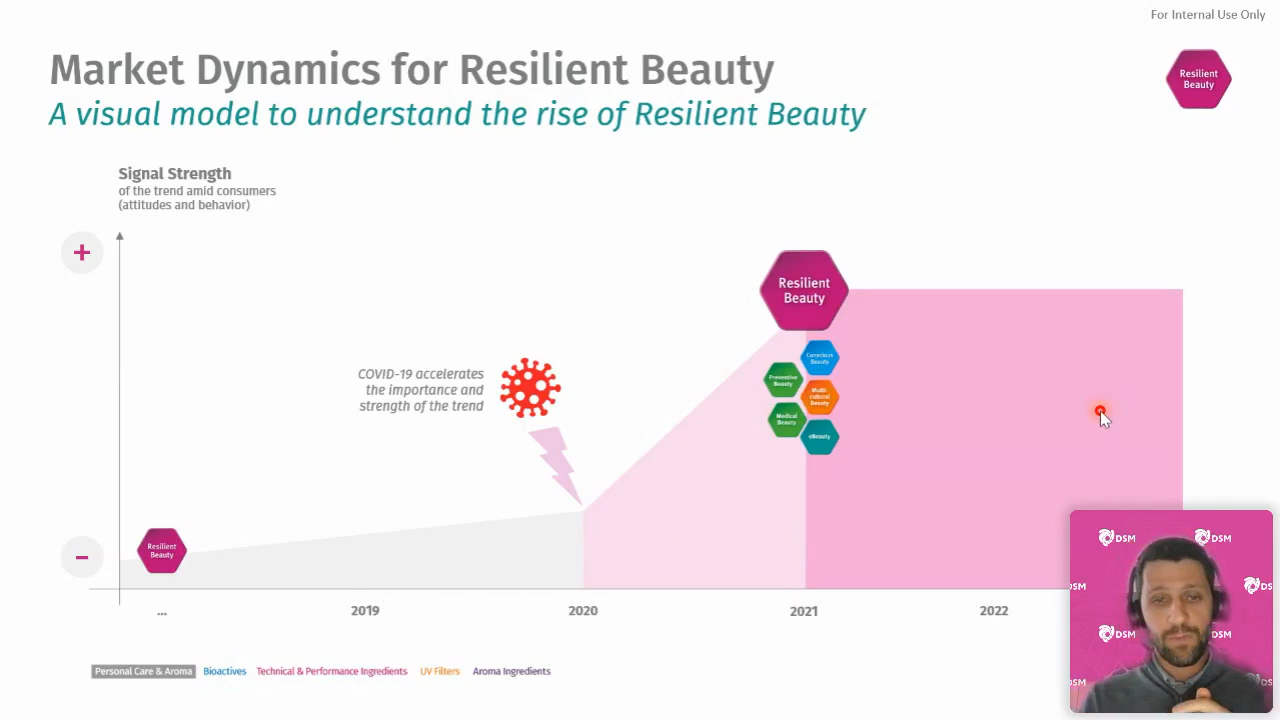 For Internal Use Only
Market Dynamics for Resilient Beauty
A visual model to understand the rise of Resilient Beauty
Resilient
Beauty
Signal Strength
of the trend amid consumers
(attitudes and behavior)
+
Resilient
Beauty
Conscious
Beauty
Preventive
Beauty
Multi-
cultural
Beauty
Medical
Beauty
eBeauty
COVID-19 accelerates
the importance and
strength of the trend
Resilient
Beauty
–
...
2019
2020
2021
2022
DSM
DSM
DSM
DS
DSM
DSM
DSM
DS
Personal Care & Aroma
Bioactives
Technical & Performance Ingredients
UV Filters
Aroma Ingredients